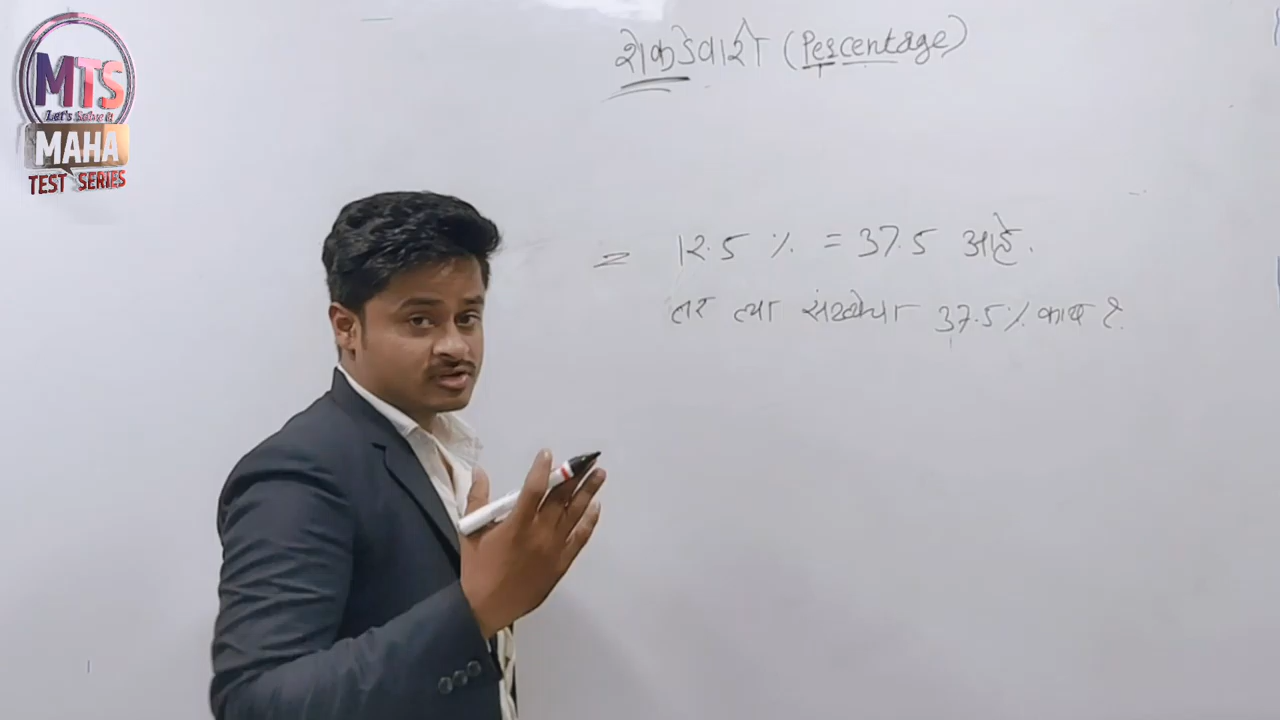 MTS
Let's Solve it
MAHA
TEST SERIES
शेकडेवारी (Percentage)
= 12.5 % = 37.5 आहे.
तर त्या संख्येचा 37.5% काय ?